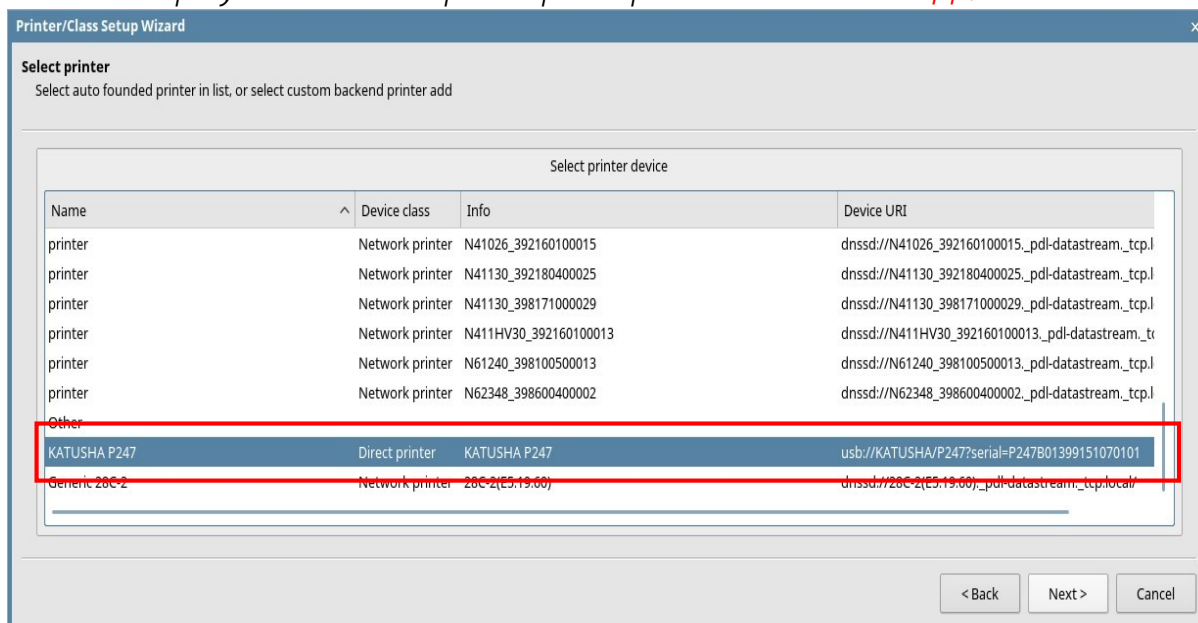 Printer/Class Setup Wizard
Select printer
Select auto founded printer in list, or select custom backend printer add
Select printer device
Name Device class Info Device URI
printer Network printer N41026_392160100015 dnssd://N41026_392160100015._pdl-datastream._tcp.l
printer Network printer N41130_392180400025 dnssd://N41130_392180400025._pdl-datastream._tcp.l
printer Network printer N41130_398171000029 dnssd://N41130_398171000029._pdl-datastream._tcp.l
printer Network printer N411HV30_392160100013 dnssd://N411HV30_392160100013._pdl-datastream._tc
printer Network printer N61240_398100500013 dnssd://N61240_398100500013._pdl-datastream._tcp.l
printer Network printer N62348_398600400002 dnssd://N62348_398600400002._pdl-datastream._tcp.l
Other
KATUSHA P247 Direct printer KATUSHA P247 usb://KATUSHA/P247?serial=P247B01399151070101
Generic 28C-2 Network printer 28C-2(E5:19:60) dnssd://28C-2(E5:19:60)._pdl-datastream._tcp.local/
< Back Next > Cancel